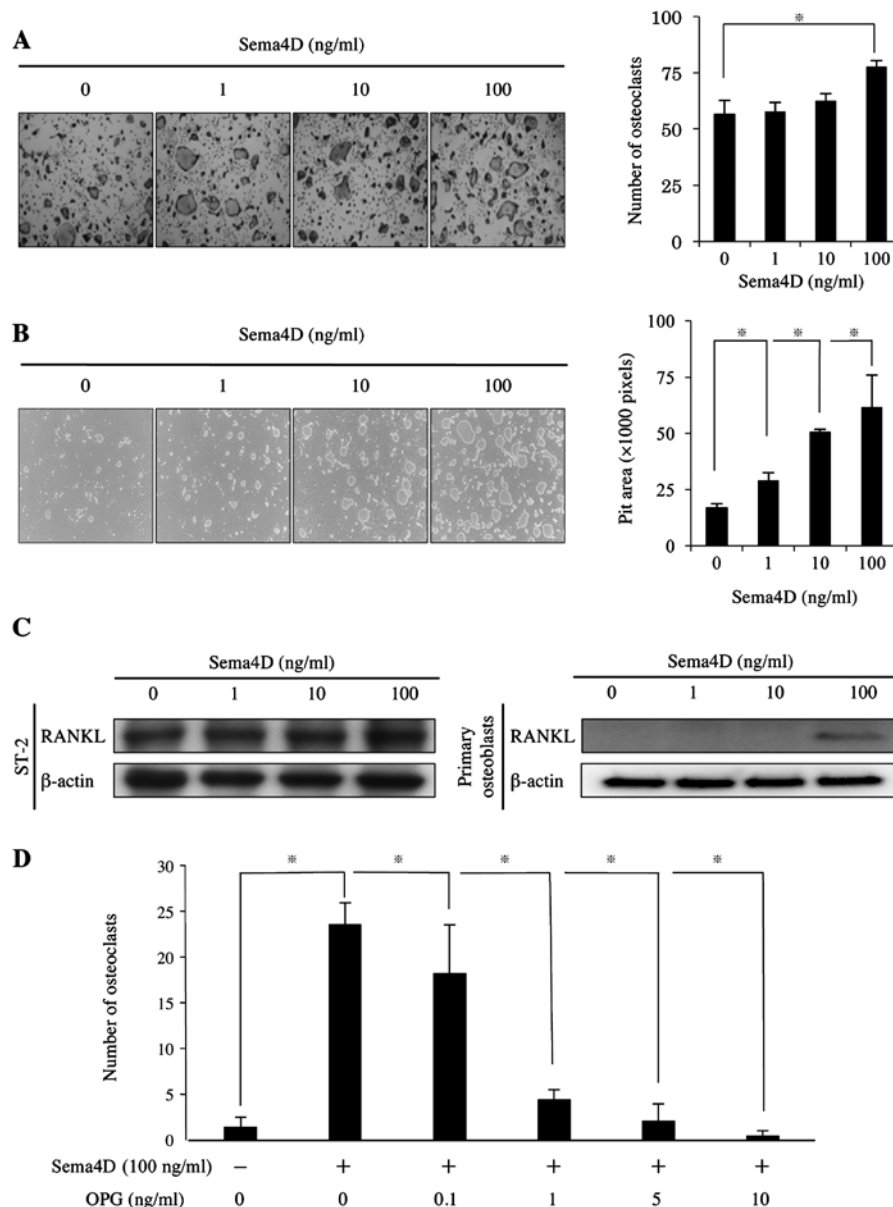 A
Sema4D (ng/ml)
0 1 10 100
Number of osteoclasts
100
75
50
25
0
※
0 1 10 100
Sema4D (ng/ml)
B
Sema4D (ng/ml)
0 1 10 100
Pit area (×1000 pixels)
100
75
50
25
0
※ ※ ※
0 1 10 100
Sema4D (ng/ml)
C
Sema4D (ng/ml)
0 1 10 100
ST-2
RANKL
β-actin
Sema4D (ng/ml)
0 1 10 100
Primary
osteoblasts
RANKL
β-actin
D
Number of osteoclasts
30
25
20
15
10
5
0
※ ※ ※ ※ ※
Sema4D (100 ng/ml) − + + + + +
OPG (ng/ml) 0 0 0.1 1 5 10